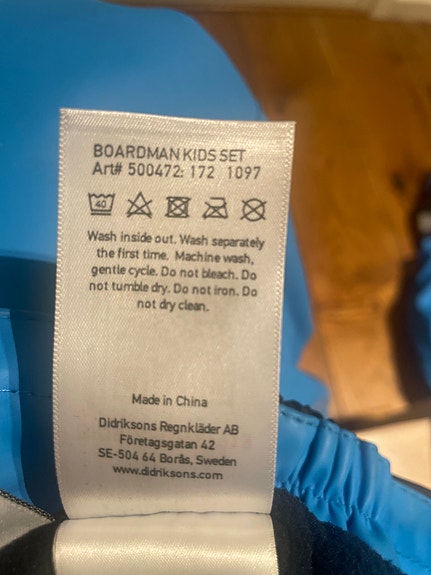 BOARDMAN KIDS SET
Art# 500472: 172 1097
40
Wash inside out. Wash separately
the first time. Machine wash,
gentle cycle. Do not bleach. Do
not tumble dry. Do not iron. Do
not dry clean.
Made in China
Didriksons Regnkläder AB
Företagsgatan 42
SE-504 64 Borås, Sweden
www.didriksons.com